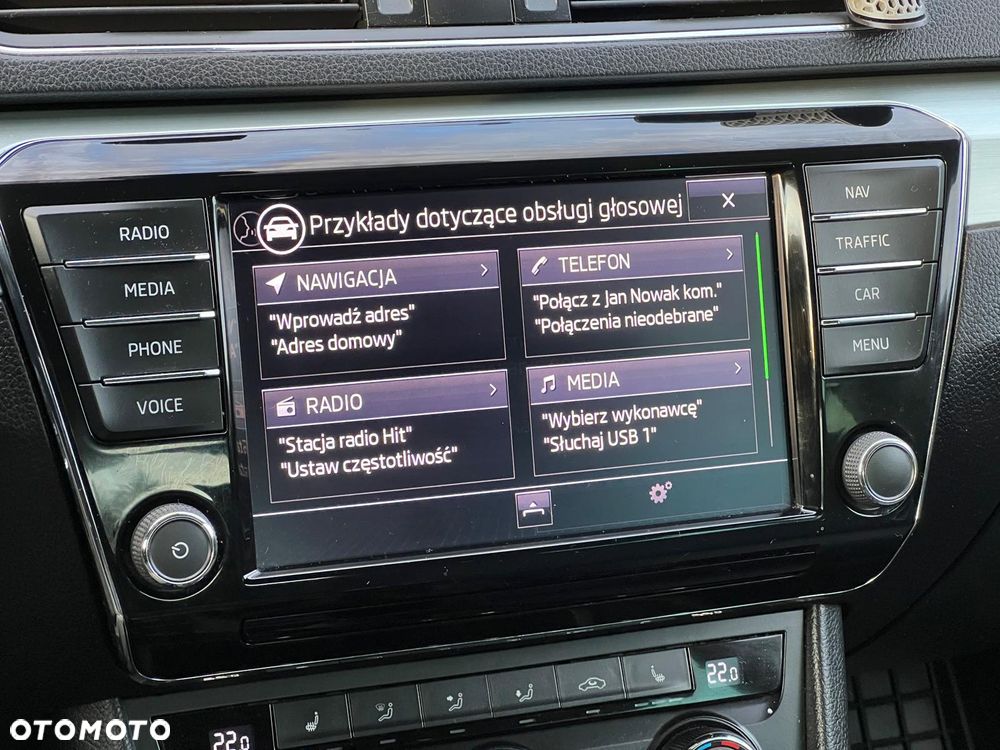 RADIO
MEDIA
PHONE
VOICE
Przykłady dotyczące obsługi głosowej
X
NAWIGACJA
"Wprowadź adres"
"Adres domowy"
TELEFON
"Połącz z Jan Nowak kom."
"Połączenia nieodebrane"
RADIO
"Stacja radio Hit"
"Ustaw częstotliwość"
MEDIA
"Wybierz wykonawcę"
"Słuchaj USB 1"
NAV
TRAFFIC
CAR
MENU
22.0
22.0
OTOMOTO